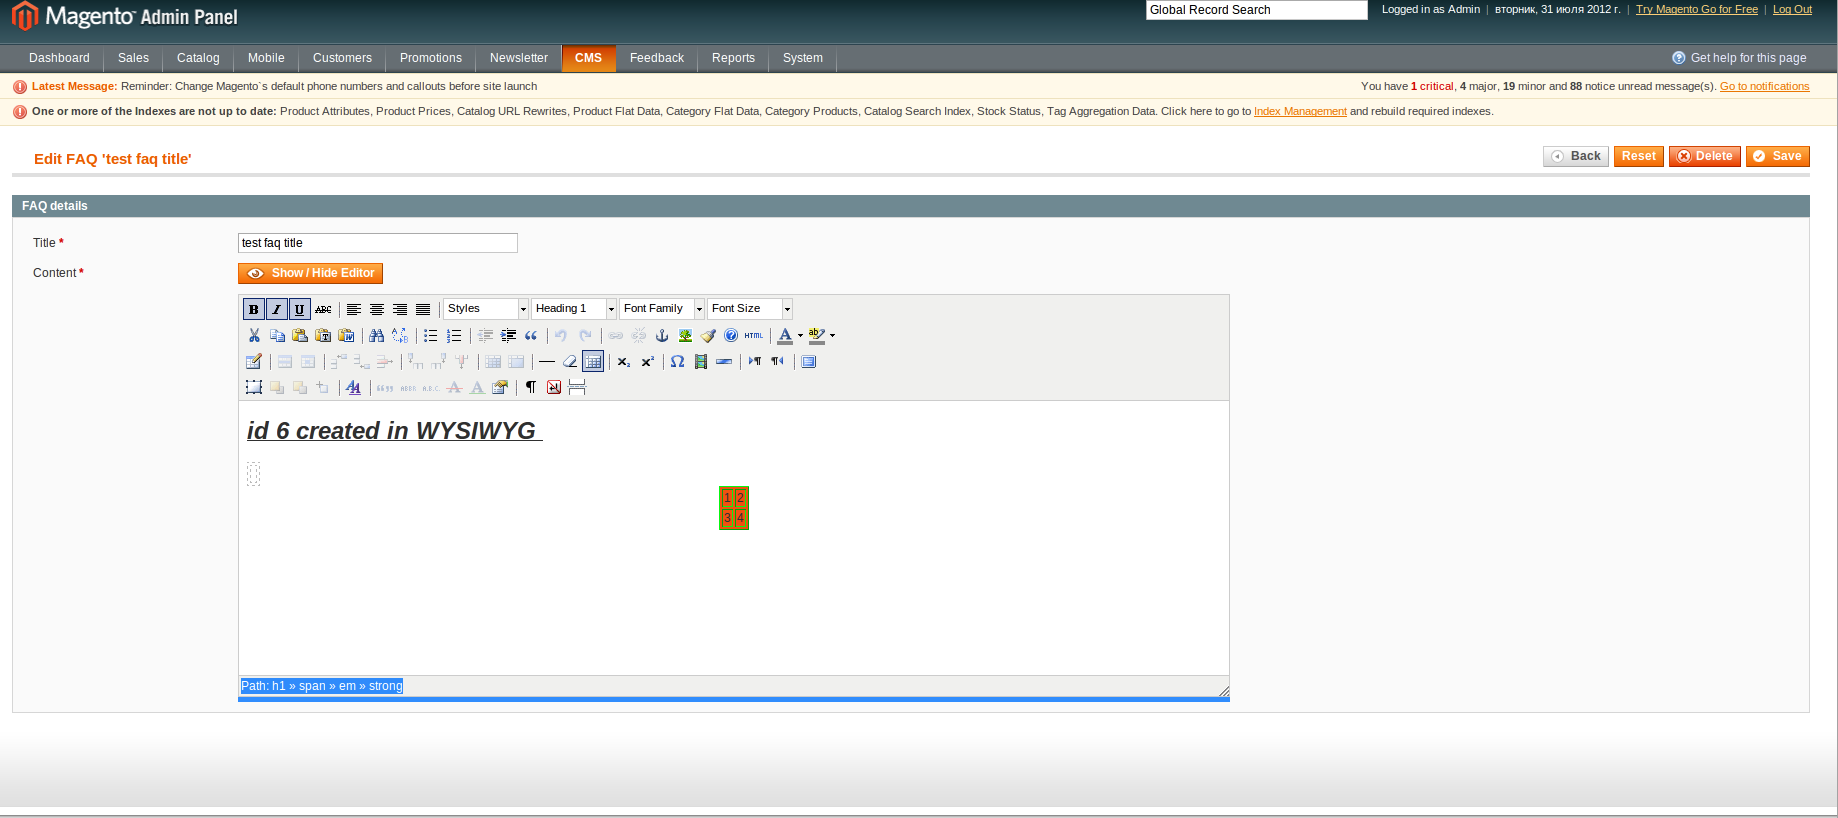 Magento™ Admin Panel
Global Record Search
Logged in as Admin | вторник, 31 июля 2012 г. | Try Magento Go for Free | Log Out
Dashboard Sales Catalog Mobile Customers Promotions Newsletter CMS Feedback Reports System Get help for this page
Latest Message: Reminder: Change Magento`s default phone numbers and callouts before site launch You have 1 critical, 4 major, 19 minor and 88 notice unread message(s). Go to notifications
One or more of the Indexes are not up to date: Product Attributes, Product Prices, Catalog URL Rewrites, Product Flat Data, Category Flat Data, Category Products, Catalog Search Index, Stock Status, Tag Aggregation Data. Click here to go to Index Management and rebuild required indexes.
Edit FAQ 'test faq title' Back Reset Delete Save
FAQ details
Title * test faq title
Content * Show / Hide Editor
B I U ABC Styles Heading 1 Font Family Font Size
HTML A ab
x₂ x² Ω
ABBR A.B.C. A A ¶
id 6 created in WYSIWYG
1 2
3 4
Path: h1 » span » em » strong